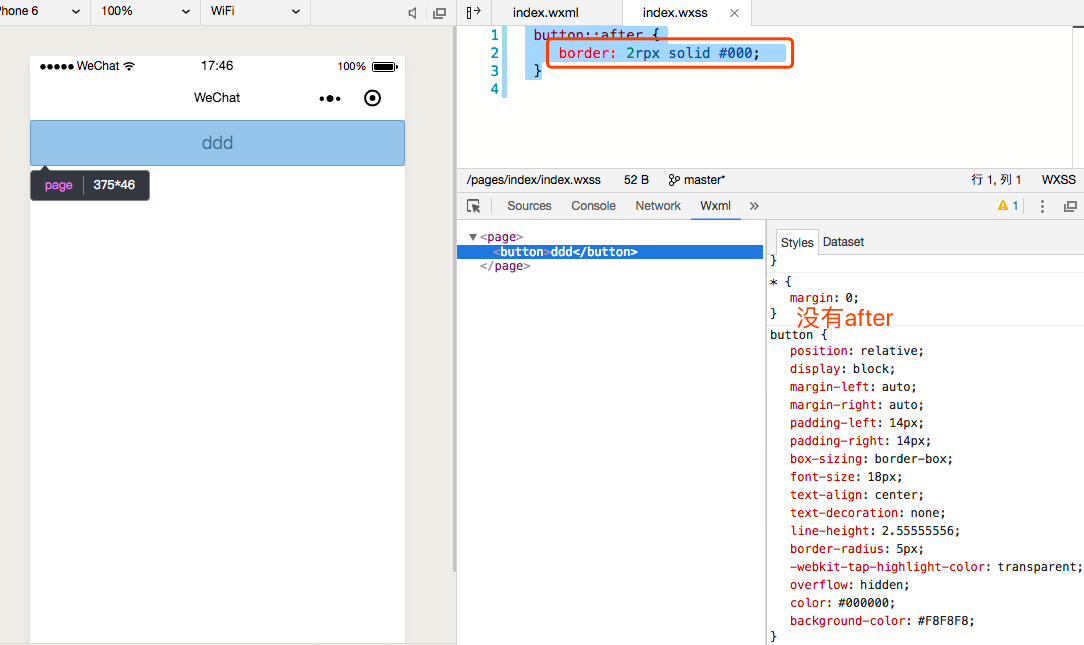 hone 6 100% WiFi index.wxml index.wxss
1 button::after {
2 border: 2rpx solid #000;
3 }
4
●●●●● WeChat 17:46 100%
WeChat
ddd
page 375*46
/pages/index/index.wxss 52 B master* 行 1, 列 1 WXSS
Sources Console Network Wxml » 1
<page>
<button>ddd</button>
</page>
Styles Dataset
}
* {
margin: 0;
}
没有after
button {
position: relative;
display: block;
margin-left: auto;
margin-right: auto;
padding-left: 14px;
padding-right: 14px;
box-sizing: border-box;
font-size: 18px;
text-align: center;
text-decoration: none;
line-height: 2.55555556;
border-radius: 5px;
-webkit-tap-highlight-color: transparent;
overflow: hidden;
color: #000000;
background-color: #F8F8F8;
}